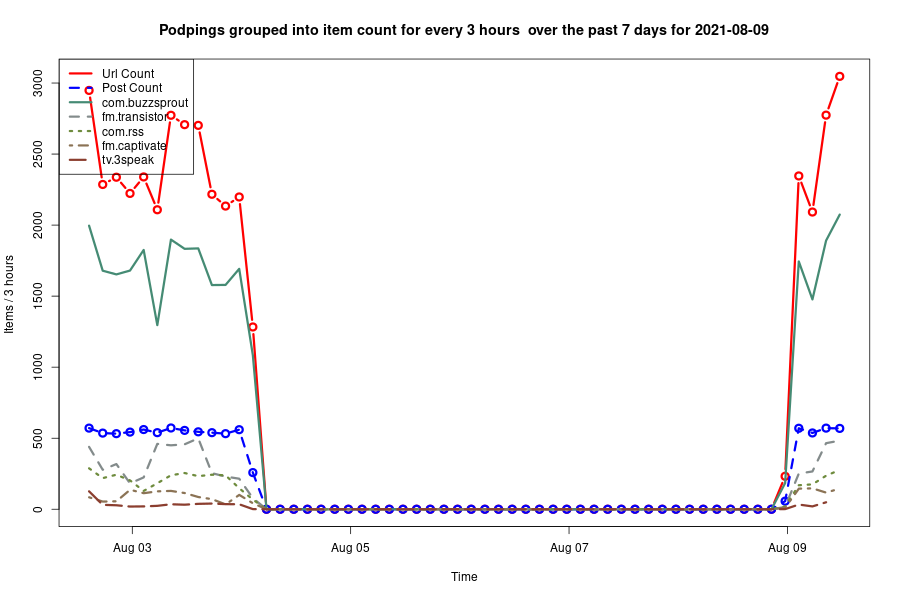 Podpings grouped into item count for every 3 hours  over the past 7 days for 2021-08-09
Url Count
Post Count
com.buzzsprout
fm.transistor
com.rss
fm.captivate
tv.3speak
Items / 3 hours
3000
2500
2000
1500
1000
500
0
Aug 03
Aug 05
Aug 07
Aug 09
Time